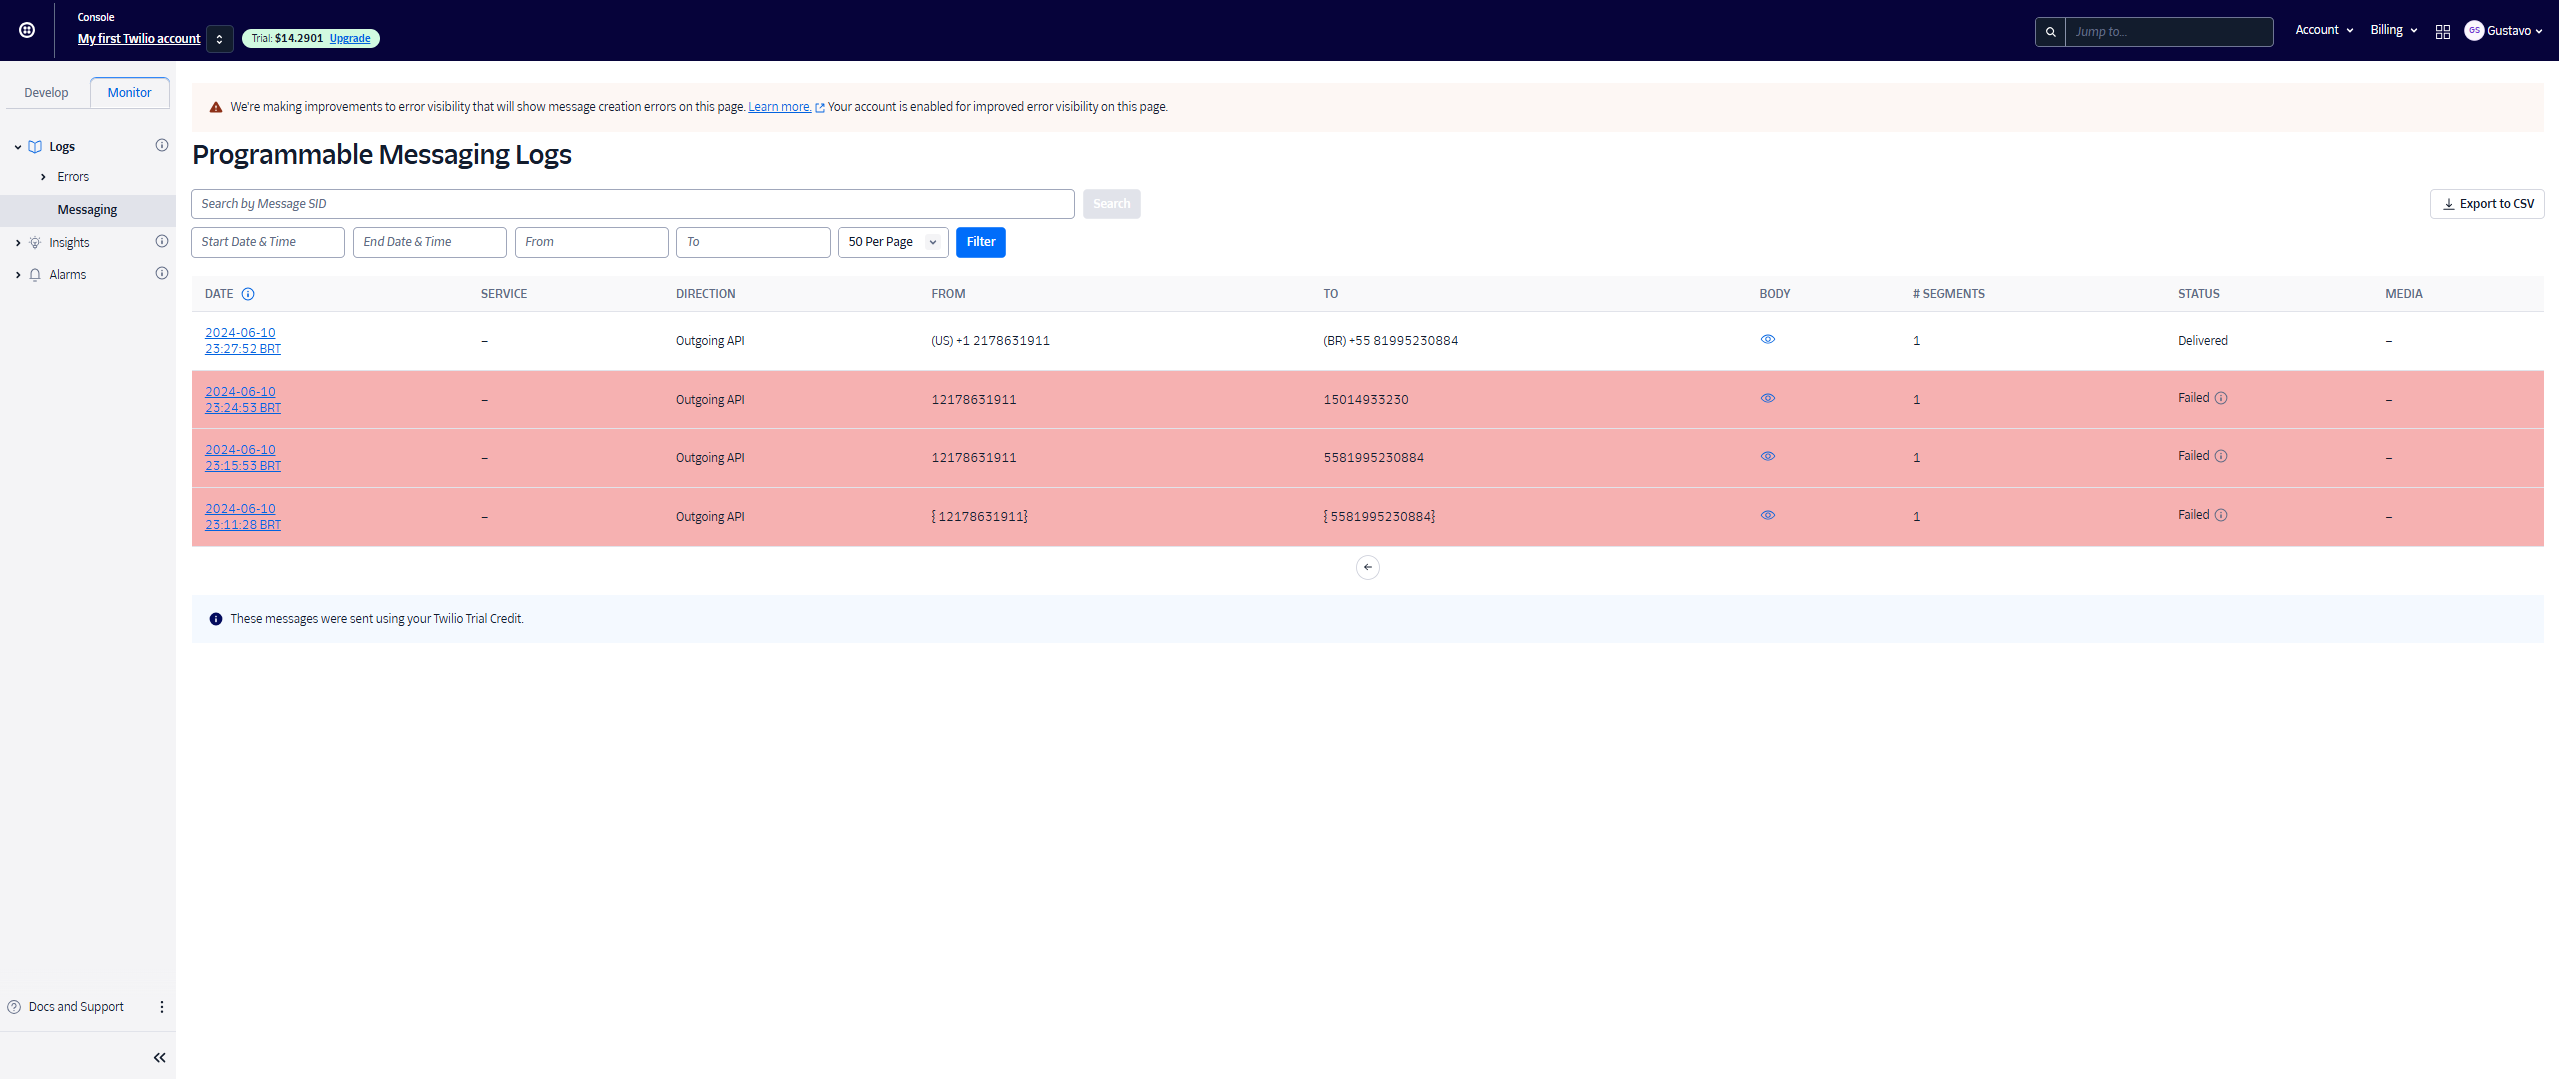 Console
My first Twilio account
Trial: $14.2901 Upgrade
Jump to...
Account
Billing
GS Gustavo
Develop
Monitor
Logs
Errors
Messaging
Insights
Alarms
We're making improvements to error visibility that will show message creation errors on this page. Learn more. Your account is enabled for improved error visibility on this page.
Programmable Messaging Logs
Search by Message SID
Search
Export to CSV
Start Date & Time
End Date & Time
From
To
50 Per Page
Filter
DATE SERVICE DIRECTION FROM TO BODY # SEGMENTS STATUS MEDIA
2024-06-10
23:27:52 BRT – Outgoing API (US) +1 2178631911 (BR) +55 81995230884 1 Delivered –
2024-06-10
23:24:53 BRT – Outgoing API 12178631911 15014933230 1 Failed –
2024-06-10
23:15:53 BRT – Outgoing API 12178631911 5581995230884 1 Failed –
2024-06-10
23:11:28 BRT – Outgoing API { 12178631911} { 5581995230884} 1 Failed –
These messages were sent using your Twilio Trial Credit.
Docs and Support